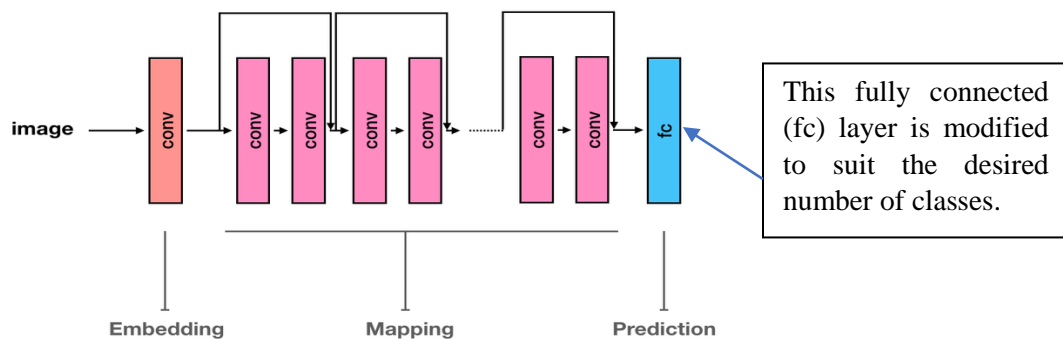 image
conv
conv
conv
conv
conv
conv
conv
fc
This fully connected
(fc) layer is modified
to suit the desired
number of classes.
Embedding
Mapping
Prediction